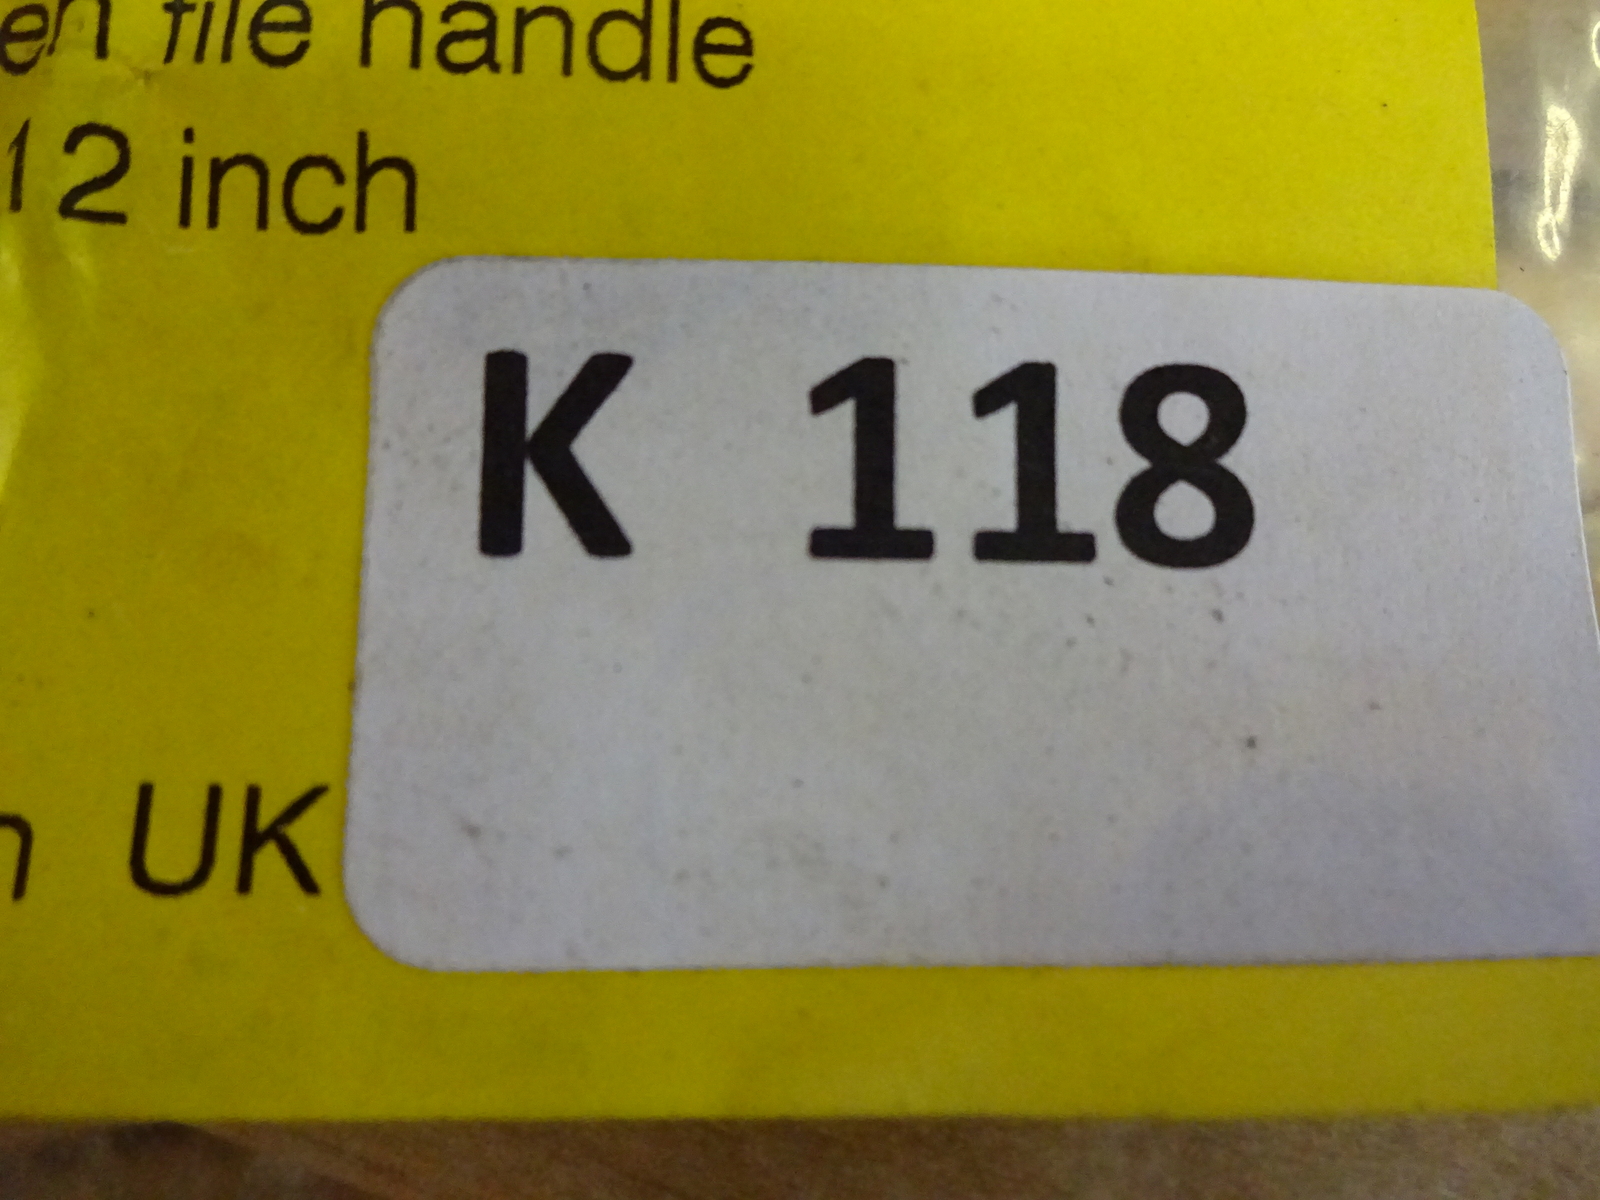 file handle
12 inch
K 118
UK